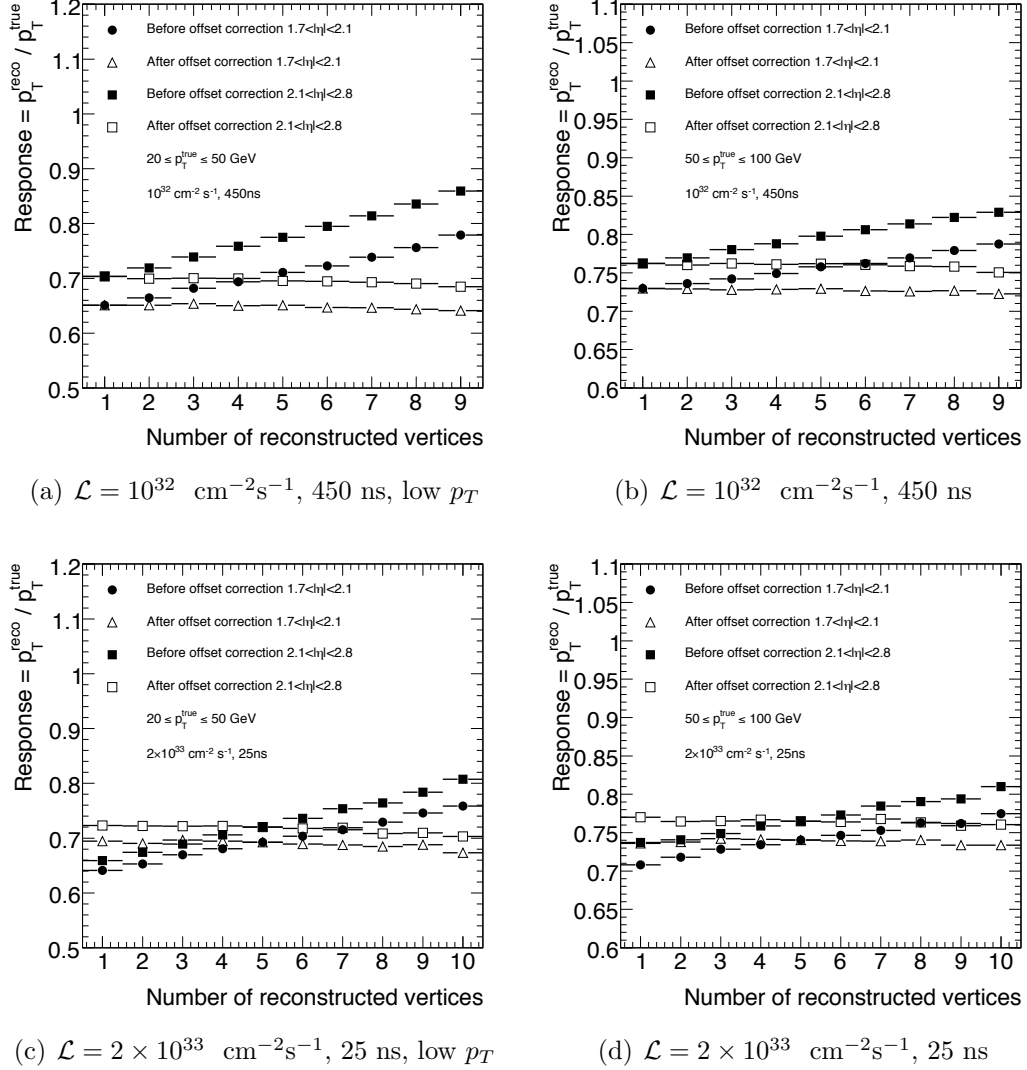 Response = p_T^reco / p_T^true
1.2
1.1
1
0.9
0.8
0.7
0.6
0.5
Before offset correction 1.7<|η|<2.1
After offset correction 1.7<|η|<2.1
Before offset correction 2.1<|η|<2.8
After offset correction 2.1<|η|<2.8
20 ≤ p_T^true ≤ 50 GeV
10^32 cm^-2 s^-1, 450ns
1 2 3 4 5 6 7 8 9
Number of reconstructed vertices
(a) ℒ = 10^32 cm^−2s^−1, 450 ns, low p_T
Response = p_T^reco / p_T^true
1.1
1.05
1
0.95
0.9
0.85
0.8
0.75
0.7
0.65
0.6
Before offset correction 1.7<|η|<2.1
After offset correction 1.7<|η|<2.1
Before offset correction 2.1<|η|<2.8
After offset correction 2.1<|η|<2.8
50 ≤ p_T^true ≤ 100 GeV
10^32 cm^-2 s^-1, 450ns
1 2 3 4 5 6 7 8 9
Number of reconstructed vertices
(b) ℒ = 10^32 cm^−2s^−1, 450 ns
Response = p_T^reco / p_T^true
1.2
1.1
1
0.9
0.8
0.7
0.6
0.5
Before offset correction 1.7<|η|<2.1
After offset correction 1.7<|η|<2.1
Before offset correction 2.1<|η|<2.8
After offset correction 2.1<|η|<2.8
20 ≤ p_T^true ≤ 50 GeV
2×10^33 cm^-2 s^-1, 25ns
1 2 3 4 5 6 7 8 9 10
Number of reconstructed vertices
(c) ℒ = 2 × 10^33 cm^−2s^−1, 25 ns, low p_T
Response = p_T^reco / p_T^true
1.1
1.05
1
0.95
0.9
0.85
0.8
0.75
0.7
0.65
0.6
Before offset correction 1.7<|η|<2.1
After offset correction 1.7<|η|<2.1
Before offset correction 2.1<|η|<2.8
After offset correction 2.1<|η|<2.8
50 ≤ p_T^true ≤ 100 GeV
2×10^33 cm^-2 s^-1, 25ns
1 2 3 4 5 6 7 8 9 10
Number of reconstructed vertices
(d) ℒ = 2 × 10^33 cm^−2s^−1, 25 ns